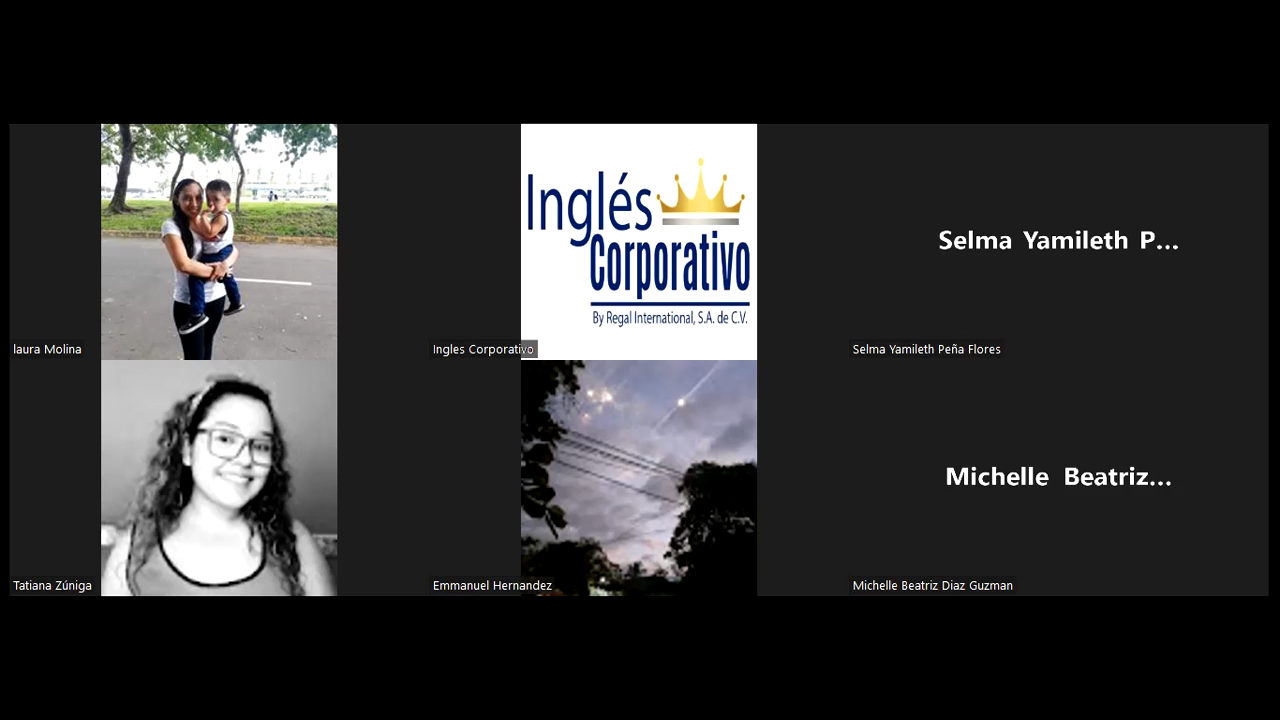 Inglés
Corporativo
By Regal International, S.A. de C.V.
Selma Yamileth P...
laura Molina
Ingles Corporativo
Selma Yamileth Peña Flores
Michelle Beatriz...
Tatiana Zúniga
Emmanuel Hernandez
Michelle Beatriz Diaz Guzman